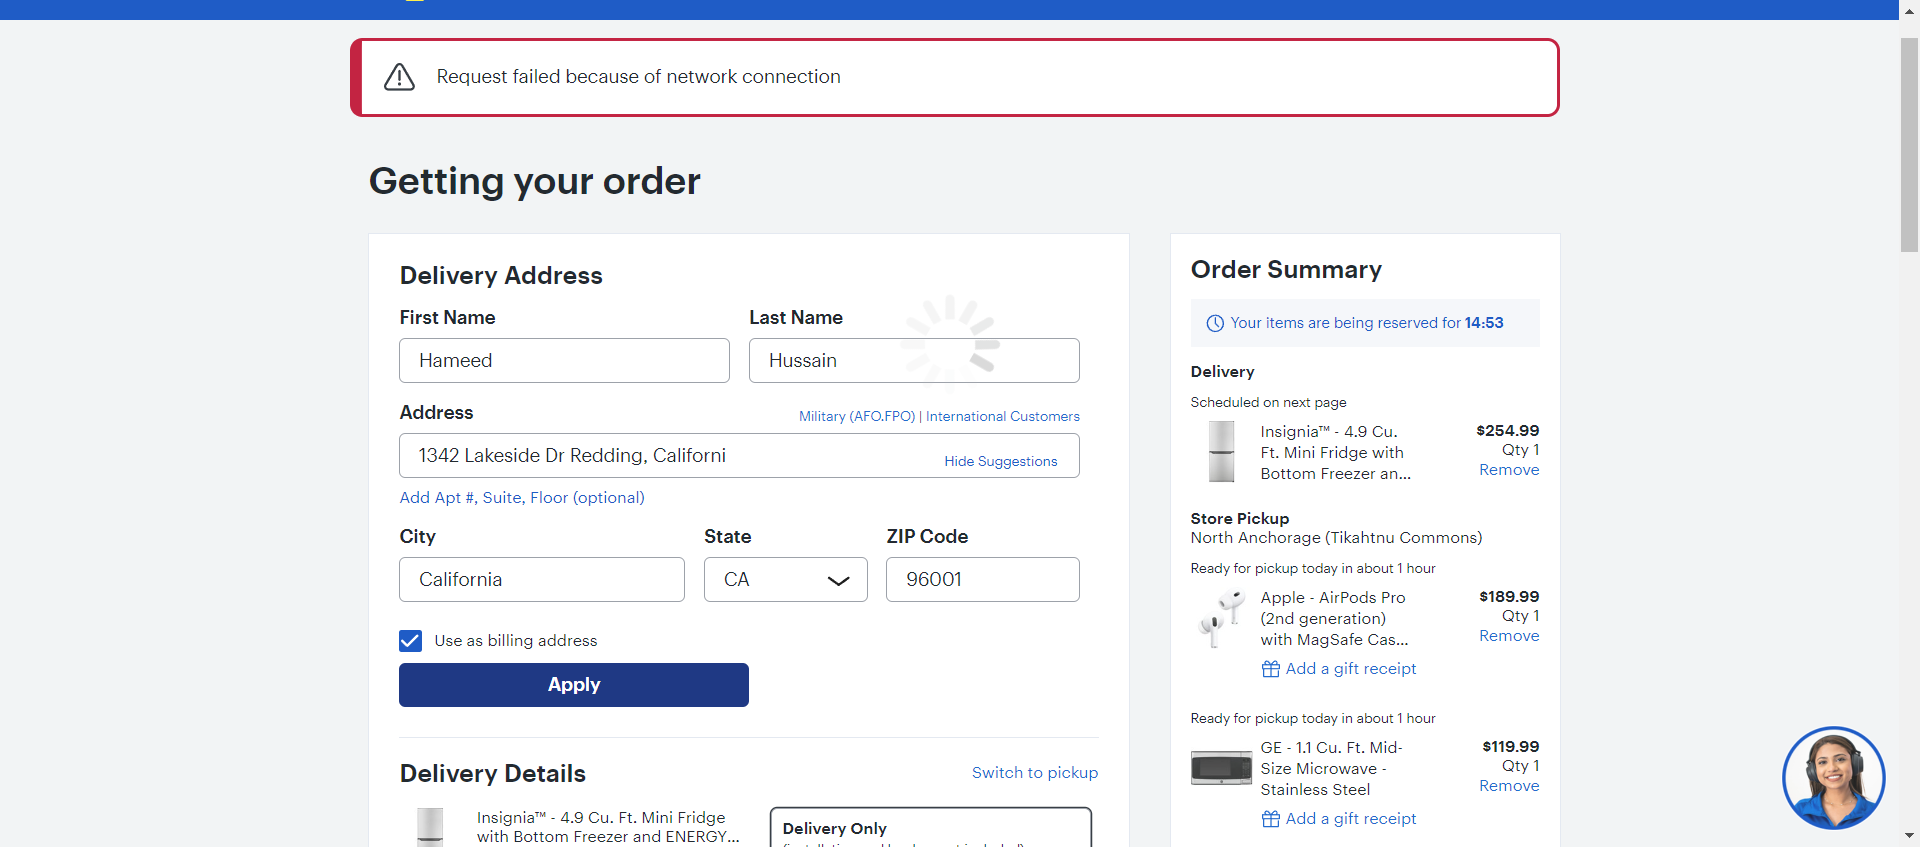 Request failed because of network connection
Getting your order
Delivery Address
First Name
Last Name
Hameed
Hussain
Address
Military (AFO.FPO) | International Customers
1342 Lakeside Dr Redding, Californi
Hide Suggestions
Add Apt #, Suite, Floor (optional)
City
State
ZIP Code
California
CA
96001
Use as billing address
Apply
Delivery Details
Switch to pickup
Insignia™ - 4.9 Cu. Ft. Mini Fridge
with Bottom Freezer and ENERGY...
Delivery Only
Order Summary
Your items are being reserved for 14:53
Delivery
Scheduled on next page
Insignia™ - 4.9 Cu.
Ft. Mini Fridge with
Bottom Freezer an...
$254.99
Qty 1
Remove
Store Pickup
North Anchorage (Tikahtnu Commons)
Ready for pickup today in about 1 hour
Apple - AirPods Pro
(2nd generation)
with MagSafe Cas...
$189.99
Qty 1
Remove
Add a gift receipt
Ready for pickup today in about 1 hour
GE - 1.1 Cu. Ft. Mid-
Size Microwave -
Stainless Steel
$119.99
Qty 1
Remove
Add a gift receipt